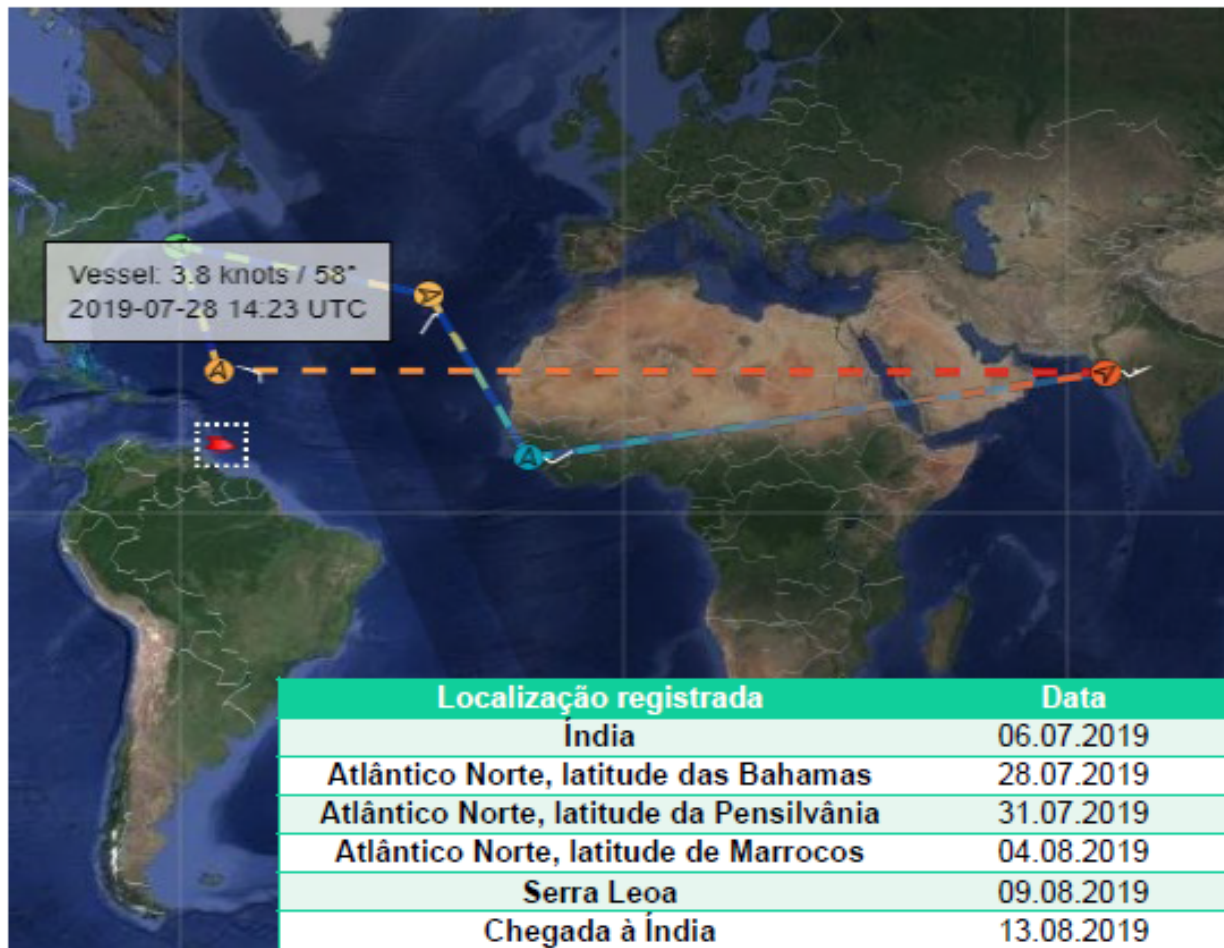 Vessel: 3,8 knots / 58°
2019-07-28 14:23 UTC
Localização registrada Data
Índia 06.07.2019
Atlântico Norte, latitude das Bahamas 28.07.2019
Atlântico Norte, latitude da Pensilvânia 31.07.2019
Atlântico Norte, latitude de Marrocos 04.08.2019
Serra Leoa 09.08.2019
Chegada à Índia 13.08.2019